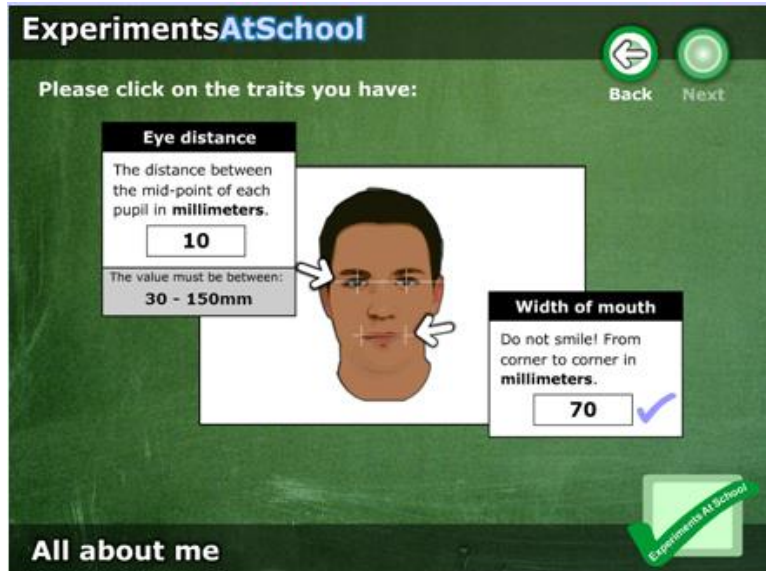 ExperimentsAtSchool
Back
Next
Please click on the traits you have:
Eye distance
The distance between
the mid-point of each
pupil in millimeters.
10
The value must be between:
30 - 150mm
Width of mouth
Do not smile! From
corner to corner in
millimeters.
70
Experiments At School
All about me